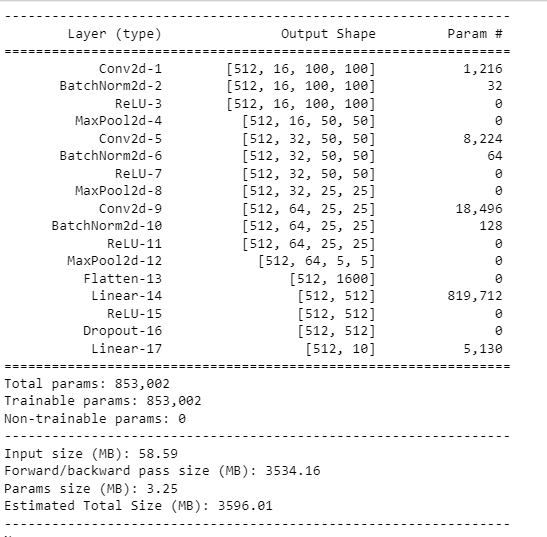 ----------------------------------------------------------------
Layer (type) Output Shape Param #
================================================================
Conv2d-1 [512, 16, 100, 100] 1,216
BatchNorm2d-2 [512, 16, 100, 100] 32
ReLU-3 [512, 16, 100, 100] 0
MaxPool2d-4 [512, 16, 50, 50] 0
Conv2d-5 [512, 32, 50, 50] 8,224
BatchNorm2d-6 [512, 32, 50, 50] 64
ReLU-7 [512, 32, 50, 50] 0
MaxPool2d-8 [512, 32, 25, 25] 0
Conv2d-9 [512, 64, 25, 25] 18,496
BatchNorm2d-10 [512, 64, 25, 25] 128
ReLU-11 [512, 64, 25, 25] 0
MaxPool2d-12 [512, 64, 5, 5] 0
Flatten-13 [512, 1600] 0
Linear-14 [512, 512] 819,712
ReLU-15 [512, 512] 0
Dropout-16 [512, 512] 0
Linear-17 [512, 10] 5,130
================================================================
Total params: 853,002
Trainable params: 853,002
Non-trainable params: 0
----------------------------------------------------------------
Input size (MB): 58.59
Forward/backward pass size (MB): 3534.16
Params size (MB): 3.25
Estimated Total Size (MB): 3596.01
----------------------------------------------------------------